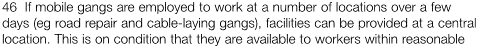 46 If mobile gangs are employed to work at a number of locations over a few
days (eg road repair and cable-laying gangs), facilities can be provided at a central
location. This is on condition that they are available to workers within reasonable